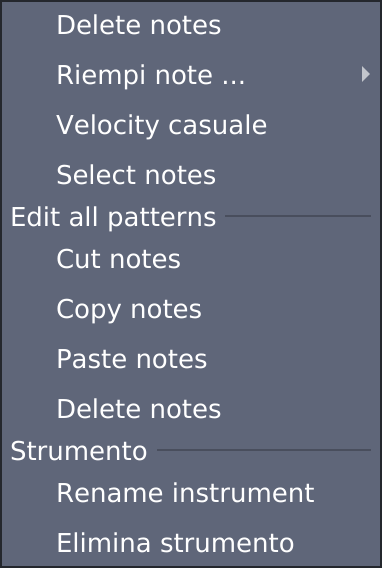 Delete notes
Riempi note ...
Velocity casuale
Select notes
Edit all patterns
Cut notes
Copy notes
Paste notes
Delete notes
Strumento
Rename instrument
Elimina strumento